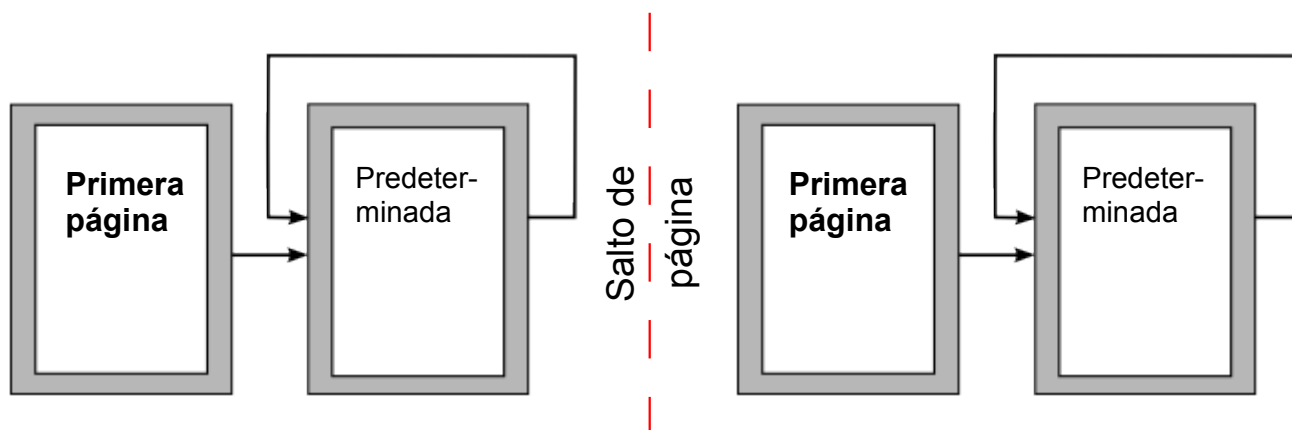 Primera
página
Predeter-
minada
Salto de
página
Primera
página
Predeter-
minada